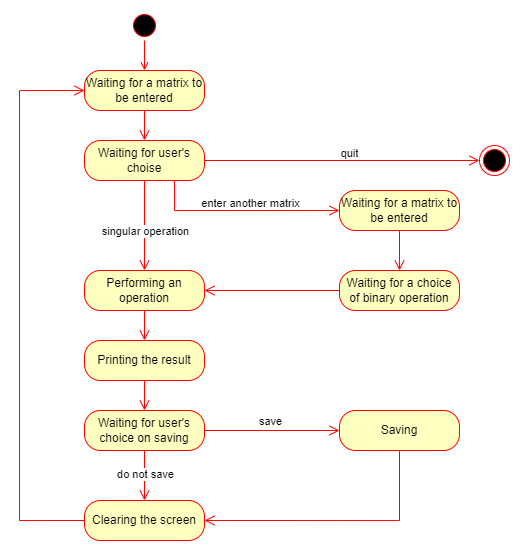 Waiting for a matrix to
be entered
Waiting for user's
choise
quit
enter another matrix
Waiting for a matrix to
be entered
singular operation
Performing an
operation
Waiting for a choice
of binary operation
Printing the result
Waiting for user's
choice on saving
save
Saving
do not save
Clearing the screen